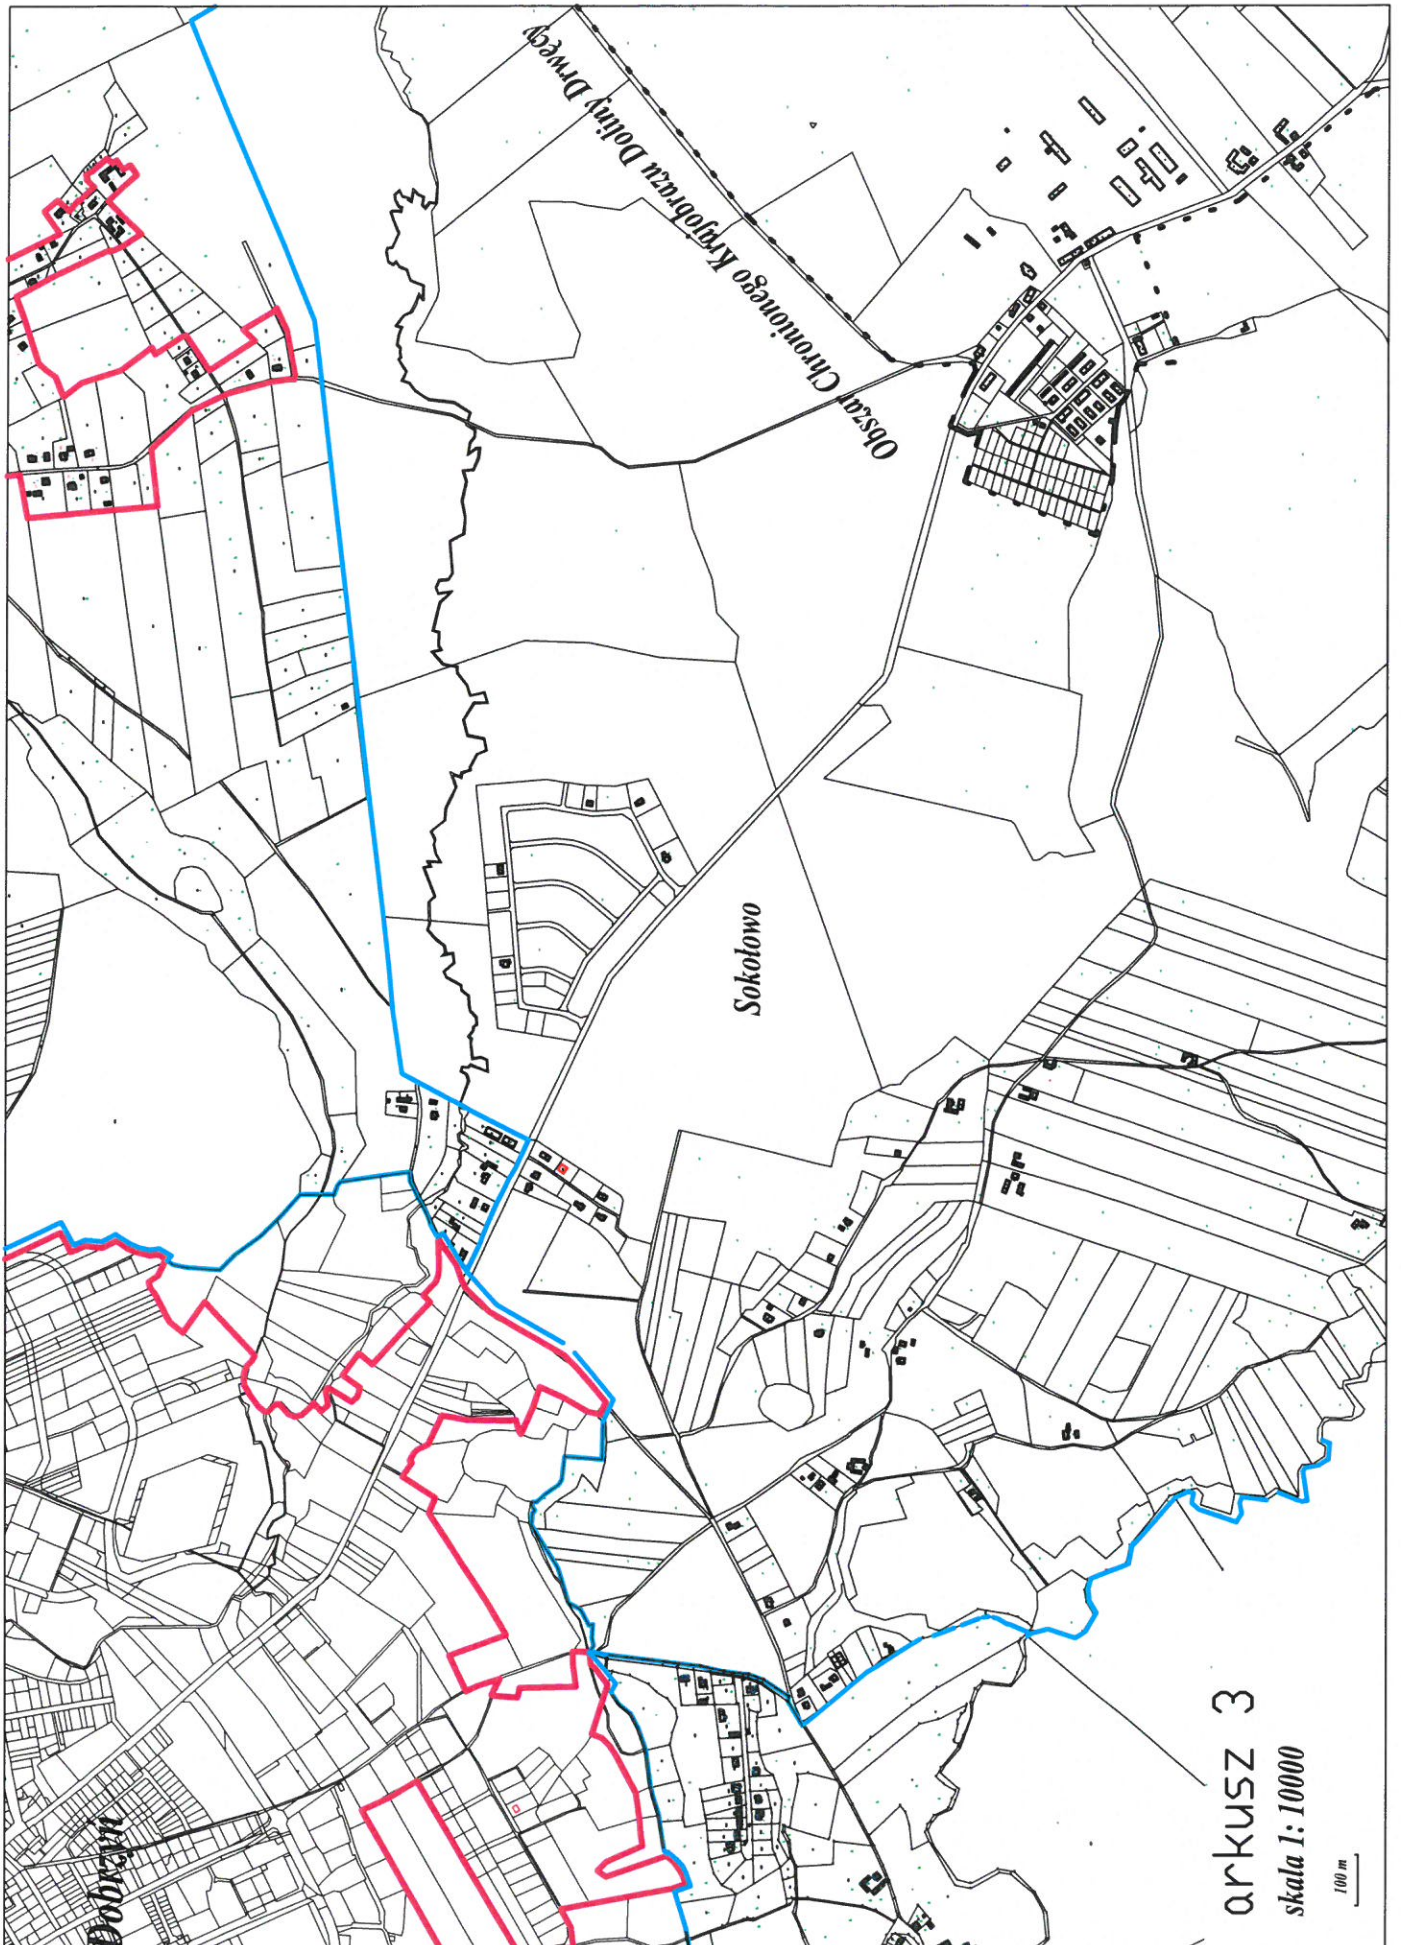 Obszar Chronionego Krajobrazu Doliny Drwęcy
Sokołowo
Dobrzyń
arkusz 3
skala 1: 10000
100 m